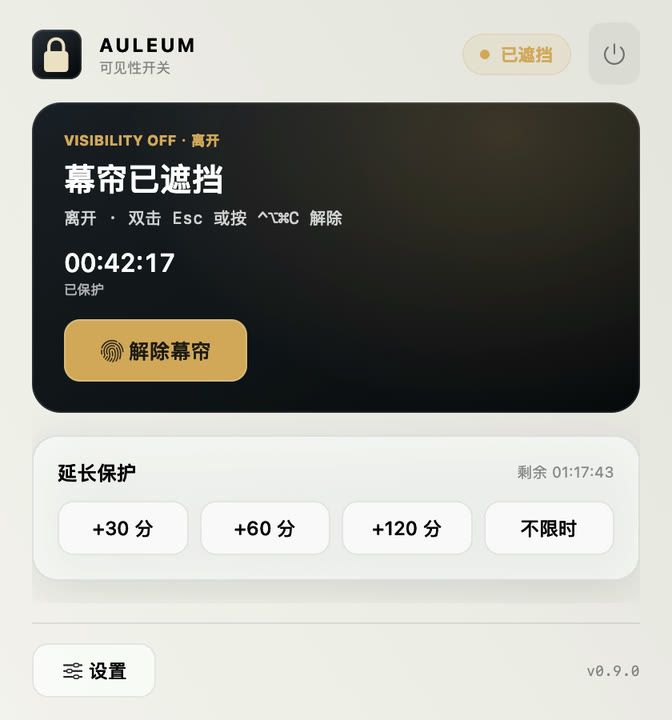 AULEUM
可见性开关
已遮挡
VISIBILITY OFF · 离开
幕帘已遮挡
离开 · 双击 Esc 或按 ^⌥⌘C 解除
00:42:17
已保护
解除幕帘
延长保护
剩余 01:17:43
+30 分
+60 分
+120 分
不限时
设置
v0.9.0